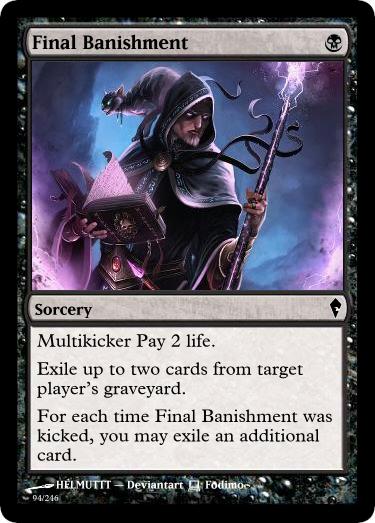 Final Banishment
Sorcery
Multikicker Pay 2 life.
Exile up to two cards from target
player's graveyard.
For each time Final Banishment was
kicked, you may exile an additional
card.
HELMUTTT — Deviantart Fodimo
94/246